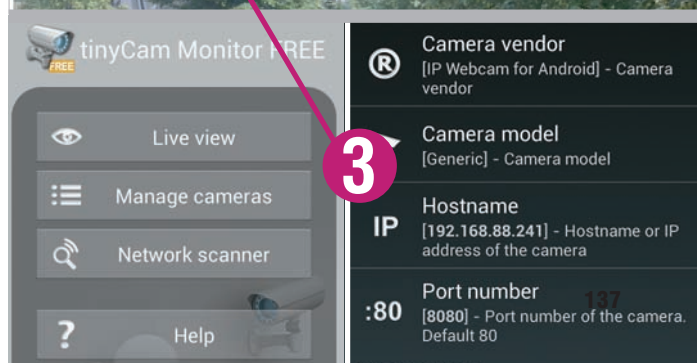 tinyCam Monitor FREE
FREE
Live view
Manage cameras
Network scanner
?
Help
3
®
Camera vendor
[IP Webcam for Android] - Camera
vendor
Camera model
[Generic] - Camera model
IP
Hostname
[192.168.88.241] - Hostname or IP
address of the camera
:80
Port number
[8080] - Port number of the camera.
Default 80
137